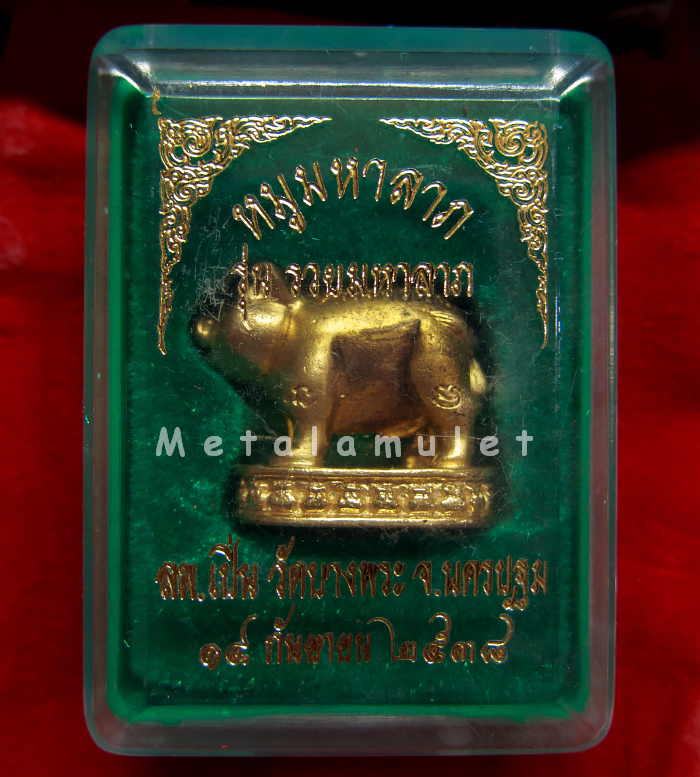 หมูมหาลาภ
รุ่น รวยมหาลาภ
Metalamulet
ลพ.เปิ่น วัดบางพระ จ.นครปฐม
๑๔ กันยายน ๒๕๓๘